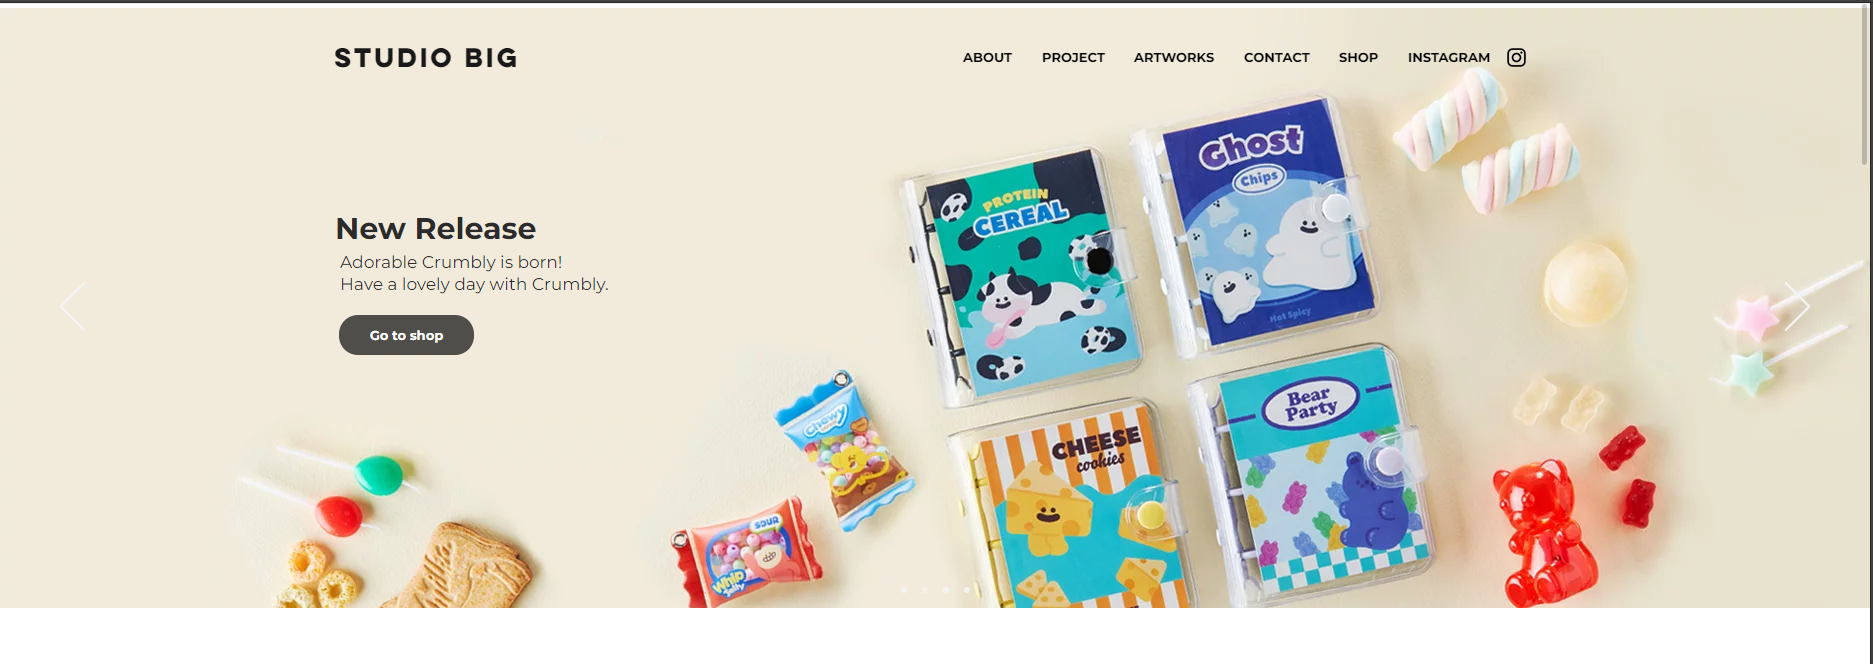 STUDIO BIG
ABOUT PROJECT ARTWORKS CONTACT SHOP INSTAGRAM
New Release
Adorable Crumbly is born!
Have a lovely day with Crumbly.
Go to shop
PROTEIN
CEREAL
Ghost
Chips
Hot Spicy
CHEESE
cookies
Bear
Party
Chewy
SOUR
Whip
Jelly